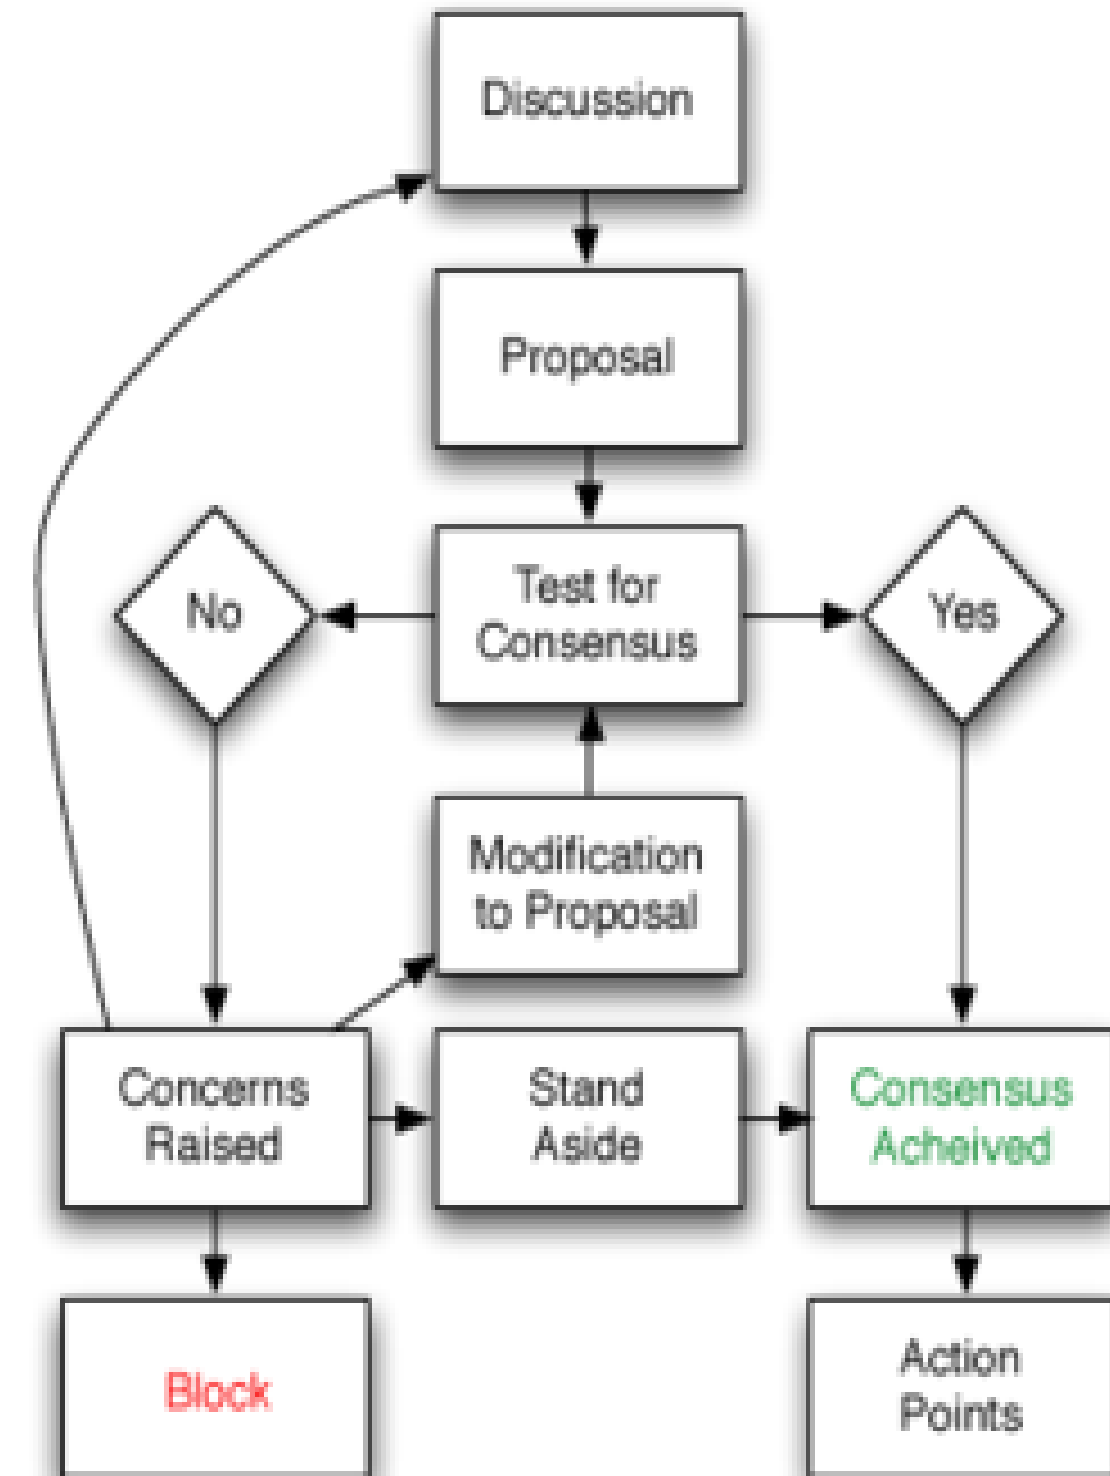 Discussion
Proposal
No
Test for
Consensus
Yes
Modification
to Proposal
Concerns
Raised
Stand
Aside
Consensus
Acheived
Block
Action
Points